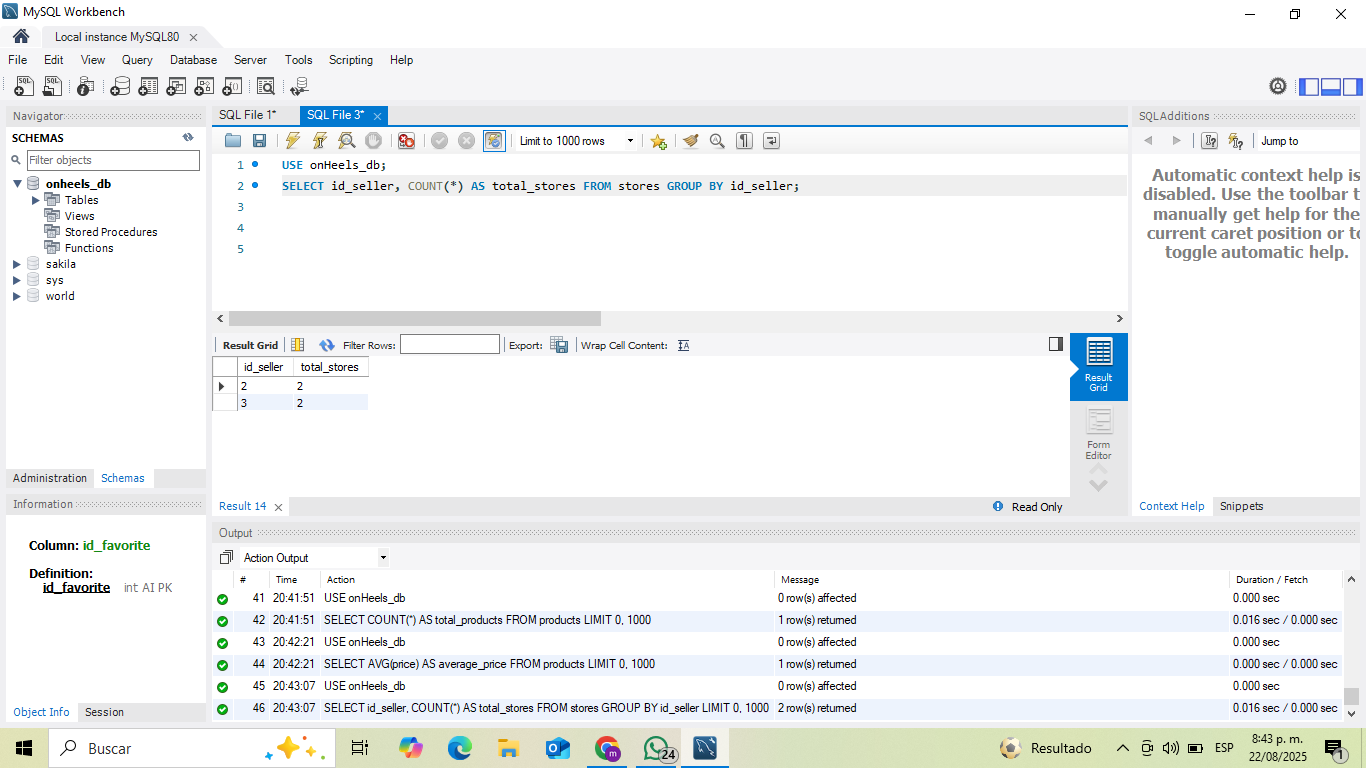 MySQL Workbench
Local instance MySQL80
File Edit View Query Database Server Tools Scripting Help
Navigator
SCHEMAS
Filter objects
onheels_db
Tables
Views
Stored Procedures
Functions
sakila
sys
world
Administration Schemas
Information
Column: id_favorite
Definition:
id_favorite int AI PK
Object Info Session
SQL File 1* SQL File 3*
Limit to 1000 rows
1 USE onHeels_db;
2 SELECT id_seller, COUNT(*) AS total_stores FROM stores GROUP BY id_seller;
3
4
5
Result Grid Filter Rows: Export: Wrap Cell Content:
id_seller total_stores
2 2
3 2
Result Grid
Form Editor
Result 14 Read Only
SQLAdditions
Jump to
Automatic context help is
disabled. Use the toolbar t
manually get help for the
current caret position or to
toggle automatic help.
Context Help Snippets
Output
Action Output
# Time Action Message Duration / Fetch
41 20:41:51 USE onHeels_db 0 row(s) affected 0.000 sec
42 20:41:51 SELECT COUNT(*) AS total_products FROM products LIMIT 0, 1000 1 row(s) returned 0.016 sec / 0.000 sec
43 20:42:21 USE onHeels_db 0 row(s) affected 0.000 sec
44 20:42:21 SELECT AVG(price) AS average_price FROM products LIMIT 0, 1000 1 row(s) returned 0.000 sec / 0.000 sec
45 20:43:07 USE onHeels_db 0 row(s) affected 0.000 sec
46 20:43:07 SELECT id_seller, COUNT(*) AS total_stores FROM stores GROUP BY id_seller LIMIT 0, 1000 2 row(s) returned 0.016 sec / 0.000 sec
Buscar
m
24
Resultado
ESP
8:43 p. m.
22/08/2025
1